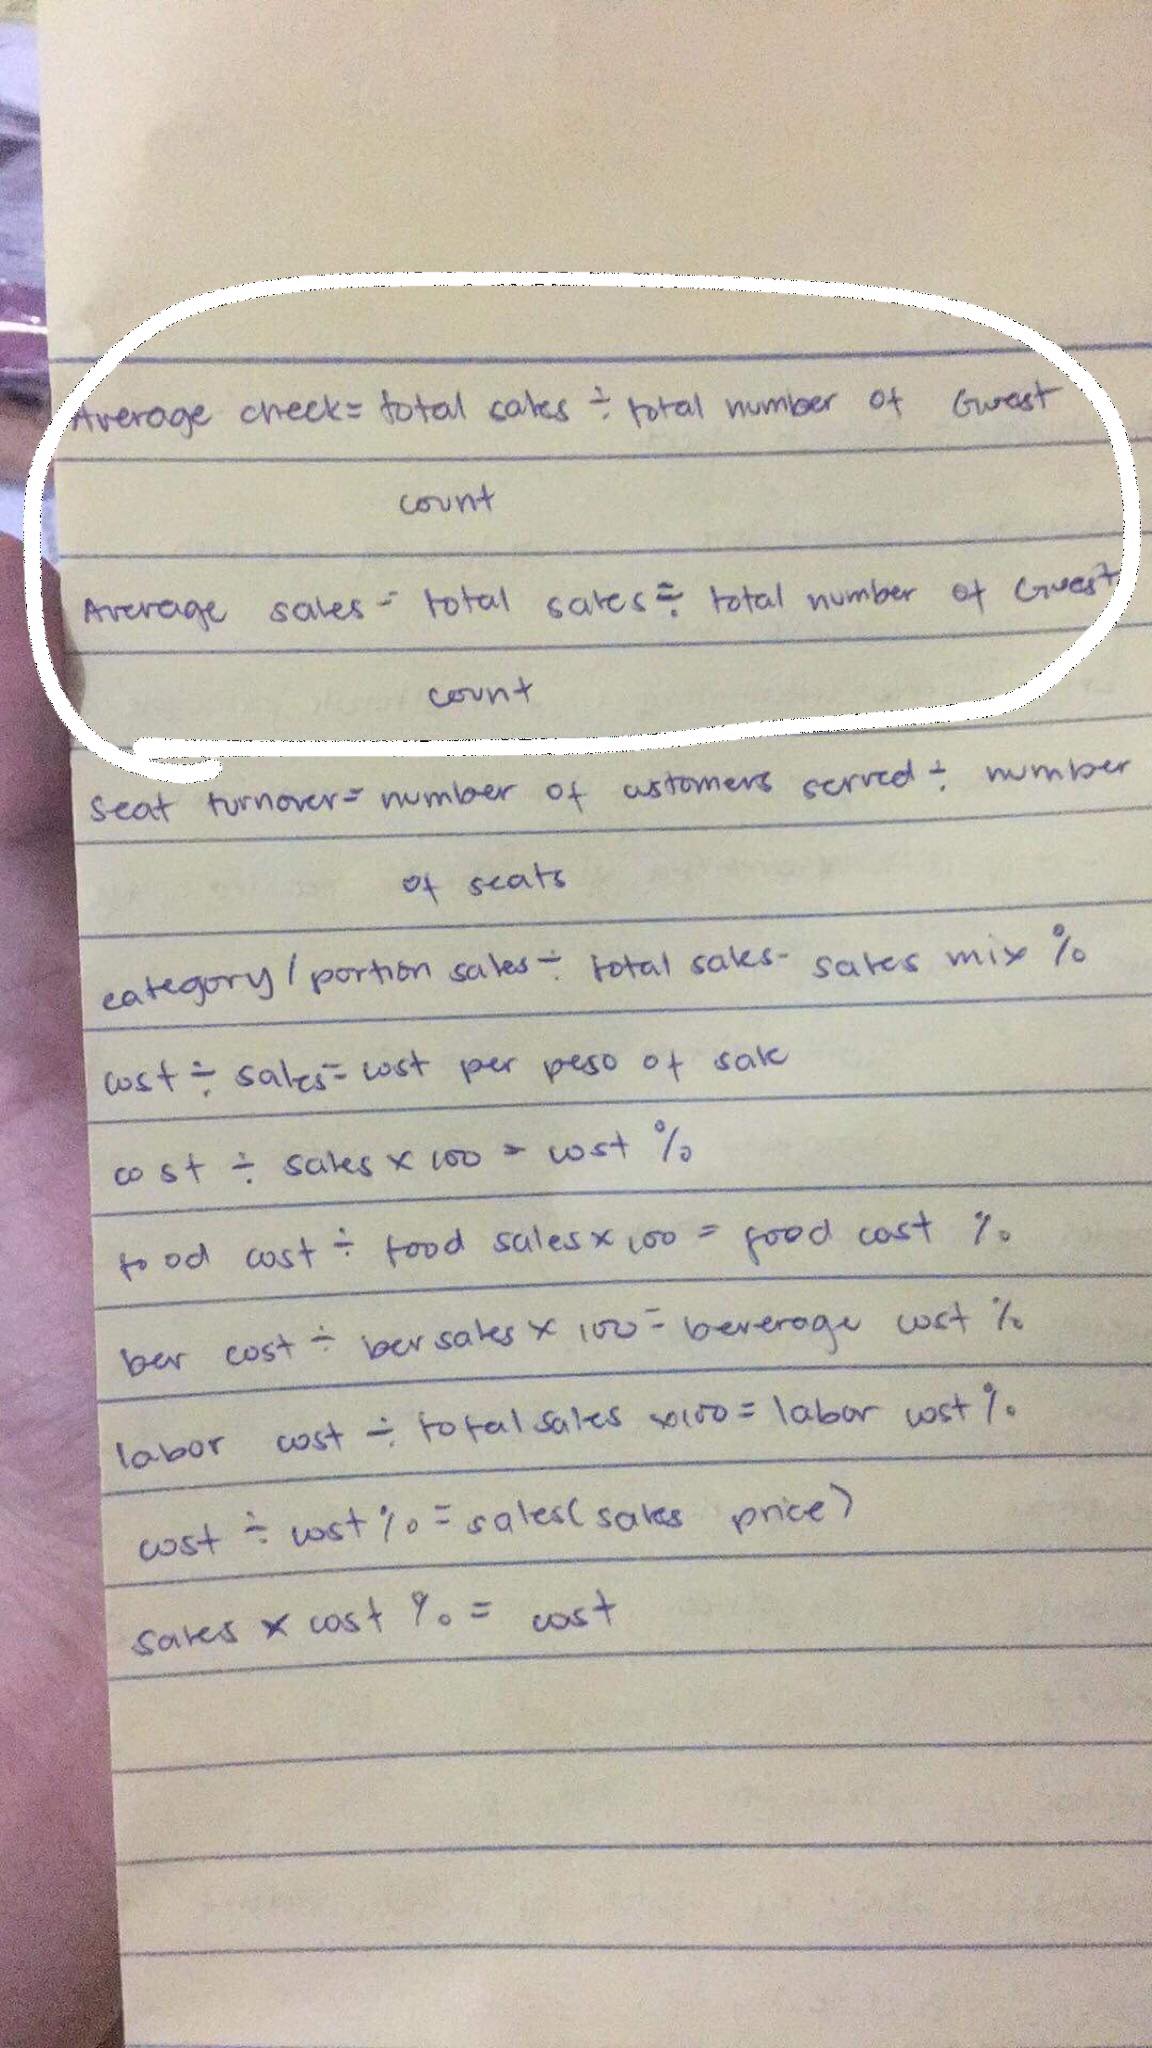 Average check= total sales ÷ total number of Guest
count
Average sales = total sales ÷ total number of Guest
count
Seat turnover= number of customers served ÷ number
of seats
category / portion sales ÷ total sales - sales mix %
cost ÷ sales = cost per peso of sale
cost ÷ sales x 100 = cost %
food cost ÷ food sales x 100 = food cost %
bev cost ÷ bev sales x 100 = beverage cost %
labor cost ÷ total sales x100 = labor cost %
cost ÷ cost % = sales (sales price)
sales x cost % = cost